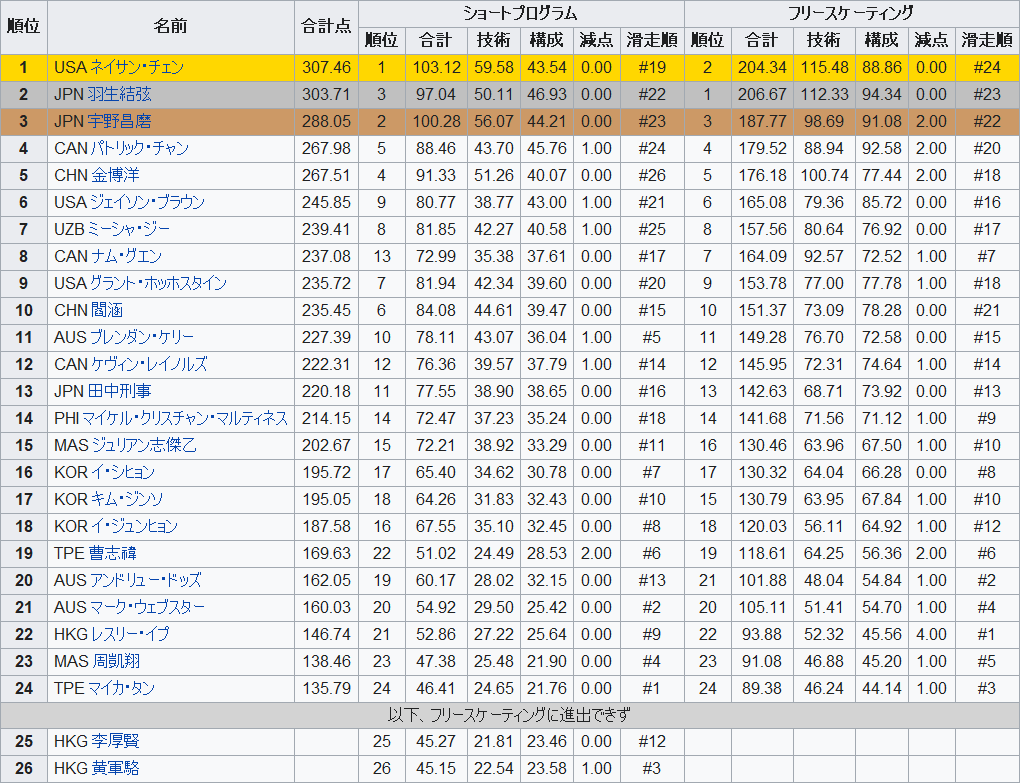 順位 名前 合計点 ショートプログラム フリースケーティング
順位 合計 技術 構成 減点 滑走順 順位 合計 技術 構成 減点 滑走順
1 USA ネイサン・チェン 307.46 1 103.12 59.58 43.54 0.00 #19 2 204.34 115.48 88.86 0.00 #24
2 JPN 羽生結弦 303.71 3 97.04 50.11 46.93 0.00 #22 1 206.67 112.33 94.34 0.00 #23
3 JPN 宇野昌磨 288.05 2 100.28 56.07 44.21 0.00 #23 3 187.77 98.69 91.08 2.00 #22
4 CAN パトリック・チャン 267.98 5 88.46 43.70 45.76 1.00 #24 4 179.52 88.94 92.58 2.00 #20
5 CHN 金博洋 267.51 4 91.33 51.26 40.07 0.00 #26 5 176.18 100.74 77.44 2.00 #18
6 USA ジェイソン・ブラウン 245.85 9 80.77 38.77 43.00 1.00 #21 6 165.08 79.36 85.72 0.00 #16
7 UZB ミーシャ・ジー 239.41 8 81.85 42.27 40.58 1.00 #25 8 157.56 80.64 76.92 0.00 #17
8 CAN ナム・グエン 237.08 13 72.99 35.38 37.61 0.00 #17 7 164.09 92.57 72.52 1.00 #7
9 USA グラント・ホッホスタイン 235.72 7 81.94 42.34 39.60 0.00 #20 9 153.78 77.00 77.78 1.00 #18
10 CHN 閻涵 235.45 6 84.08 44.61 39.47 0.00 #15 10 151.37 73.09 78.28 0.00 #21
11 AUS ブレンダン・ケリー 227.39 10 78.11 43.07 36.04 1.00 #5 11 149.28 76.70 72.58 0.00 #15
12 CAN ケヴィン・レイノルズ 222.31 12 76.36 39.57 37.79 1.00 #14 12 145.95 72.31 74.64 1.00 #14
13 JPN 田中刑事 220.18 11 77.55 38.90 38.65 0.00 #16 13 142.63 68.71 73.92 0.00 #13
14 PHI マイケル・クリスチャン・マルティネス 214.15 14 72.47 37.23 35.24 0.00 #18 14 141.68 71.56 71.12 1.00 #9
15 MAS ジュリアン志傑乙 202.67 15 72.21 38.92 33.29 0.00 #11 16 130.46 63.96 67.50 1.00 #10
16 KOR イ・シヒョン 195.72 17 65.40 34.62 30.78 0.00 #7 17 130.32 64.04 66.28 0.00 #8
17 KOR キム・ジンソ 195.05 18 64.26 31.83 32.43 0.00 #10 15 130.79 63.95 67.84 1.00 #10
18 KOR イ・ジュンヒョン 187.58 16 67.55 35.10 32.45 0.00 #8 18 120.03 56.11 64.92 1.00 #12
19 TPE 曹志禕 169.63 22 51.02 24.49 28.53 2.00 #6 19 118.61 64.25 56.36 2.00 #6
20 AUS アンドリュー・ドッズ 162.05 19 60.17 28.02 32.15 0.00 #13 21 101.88 48.04 54.84 1.00 #2
21 AUS マーク・ウェブスター 160.03 20 54.92 29.50 25.42 0.00 #2 20 105.11 51.41 54.70 1.00 #4
22 HKG レスリー・イプ 146.74 21 52.86 27.22 25.64 0.00 #9 22 93.88 52.32 45.56 4.00 #1
23 MAS 周凱翔 138.46 23 47.38 25.48 21.90 0.00 #4 23 91.08 46.88 45.20 1.00 #5
24 TPE マイカ・タン 135.79 24 46.41 24.65 21.76 0.00 #1 24 89.38 46.24 44.14 1.00 #3
以下、フリースケーティングに進出できず
25 HKG 李厚賢 25 45.27 21.81 23.46 0.00 #12
26 HKG 黄軍駱 26 45.15 22.54 23.58 1.00 #3